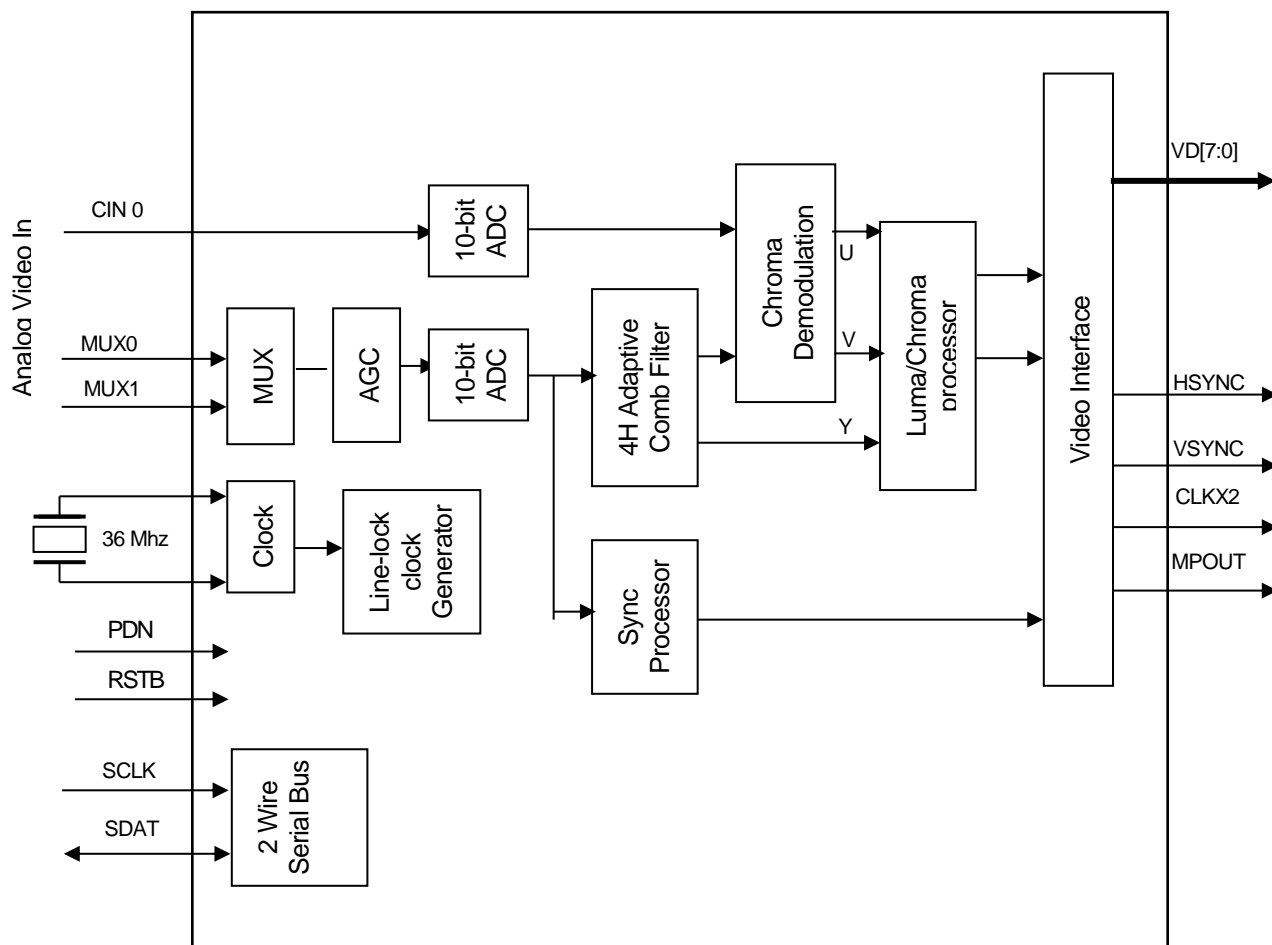 Analog Video In
CIN 0
MUX0
MUX1
36 Mhz
PDN
RSTB
SCLK
SDAT
MUX
AGC
10-bit
ADC
10-bit
ADC
Clock
Line-lock
clock
Generator
2 Wire
Serial Bus
4H Adaptive
Comb Filter
Sync
Processor
Chroma
Demodulation
U
V
Y
Luma/Chroma
processor
Video Interface
VD[7:0]
HSYNC
VSYNC
CLKX2
MPOUT